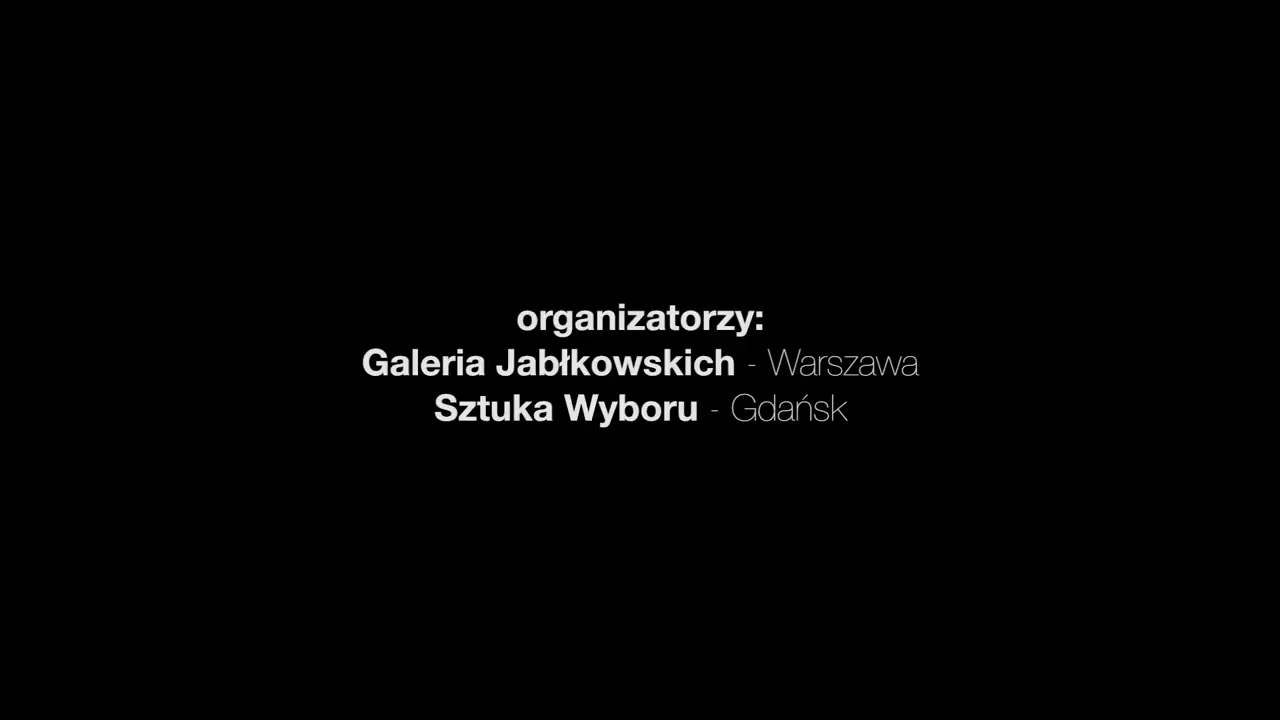 organizatorzy:
Galeria Jabłkowskich - Warszawa
Sztuka Wyboru - Gdańsk